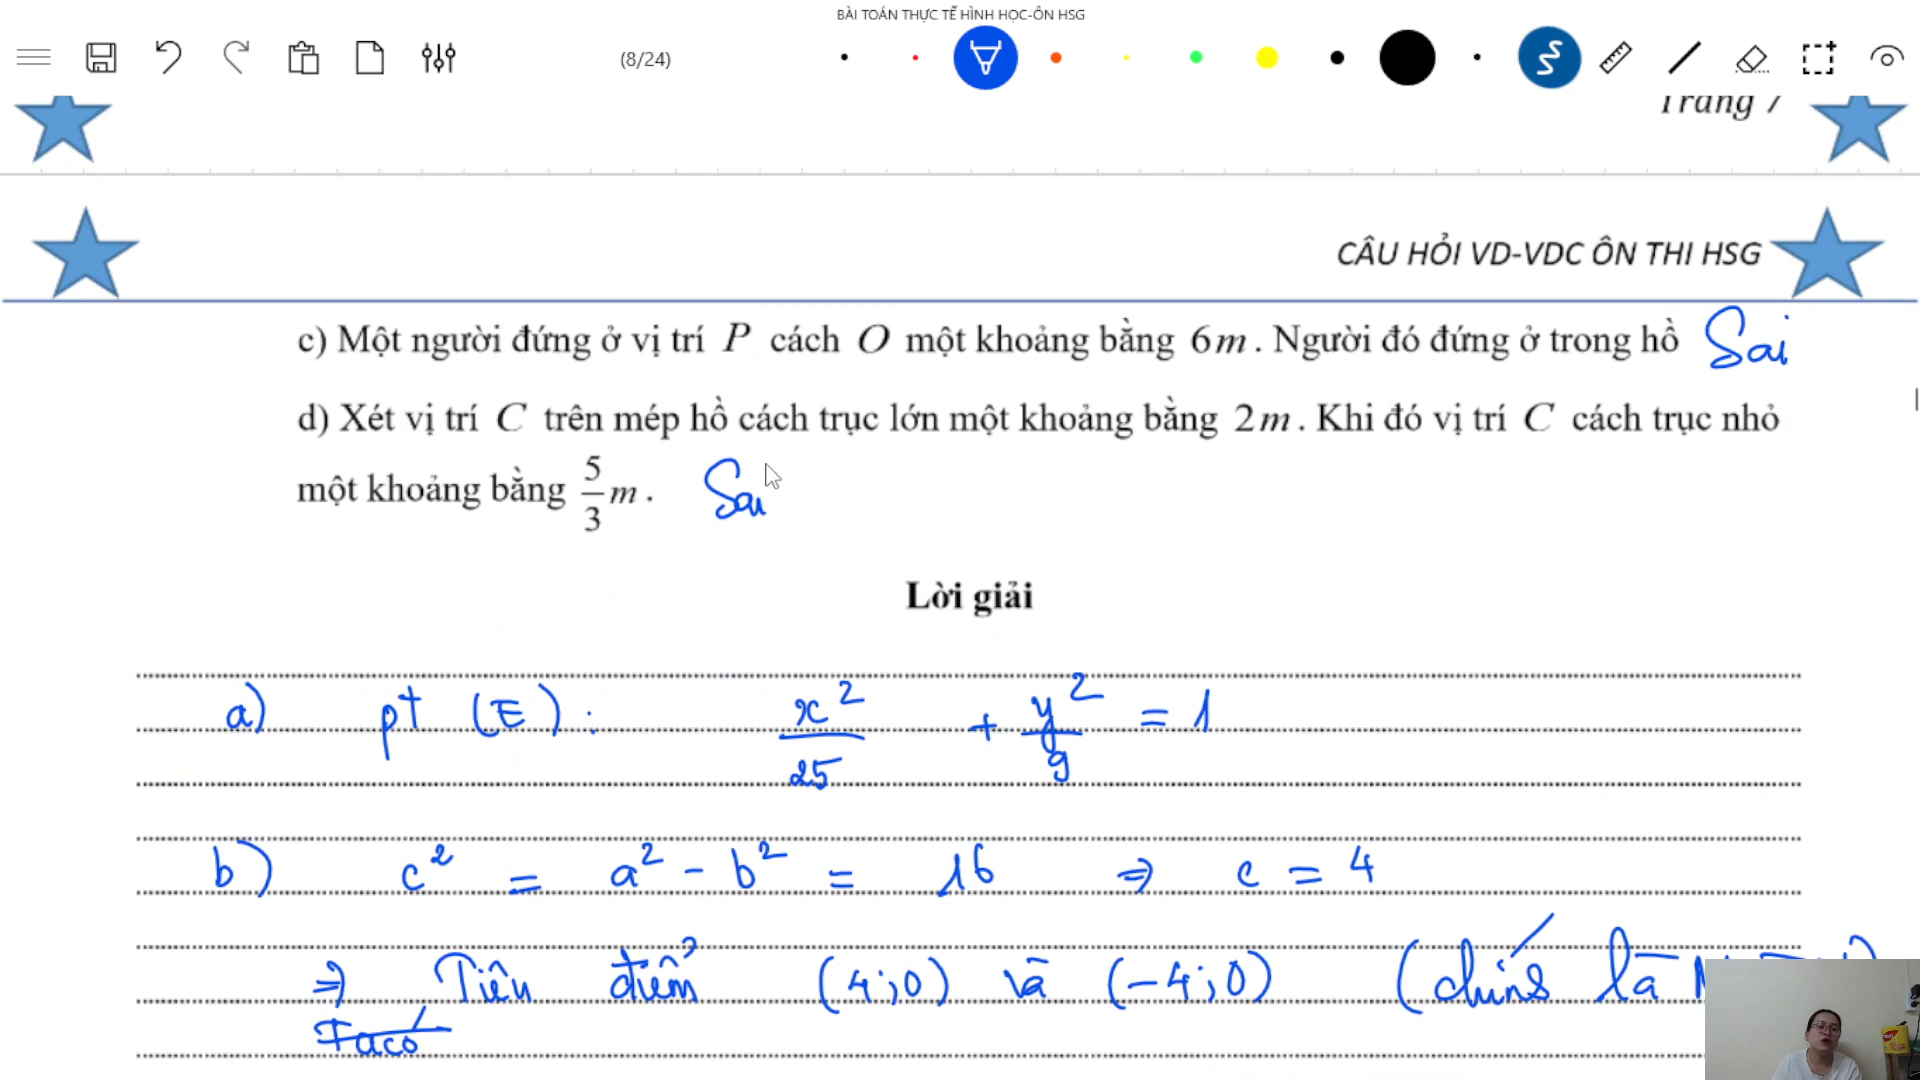 BÀI TOÁN THỰC TẾ HÌNH HỌC-ÔN HSG
(8/24)
Trang 7
CÂU HỎI VD-VDC ÔN THI HSG
c) Một người đứng ở vị trí P cách O một khoảng bằng 6m. Người đó đứng ở trong hồ Sai
d) Xét vị trí C trên mép hồ cách trục lớn một khoảng bằng 2m. Khi đó vị trí C cách trục nhỏ
một khoảng bằng 5/3 m. Sai
Lời giải
a) pt (E): x²/25 + y²/9 = 1
b) c² = a² - b² = 16 => c = 4
=> Tiêu điểm (4;0) và (-4;0) (chính là
Ta có